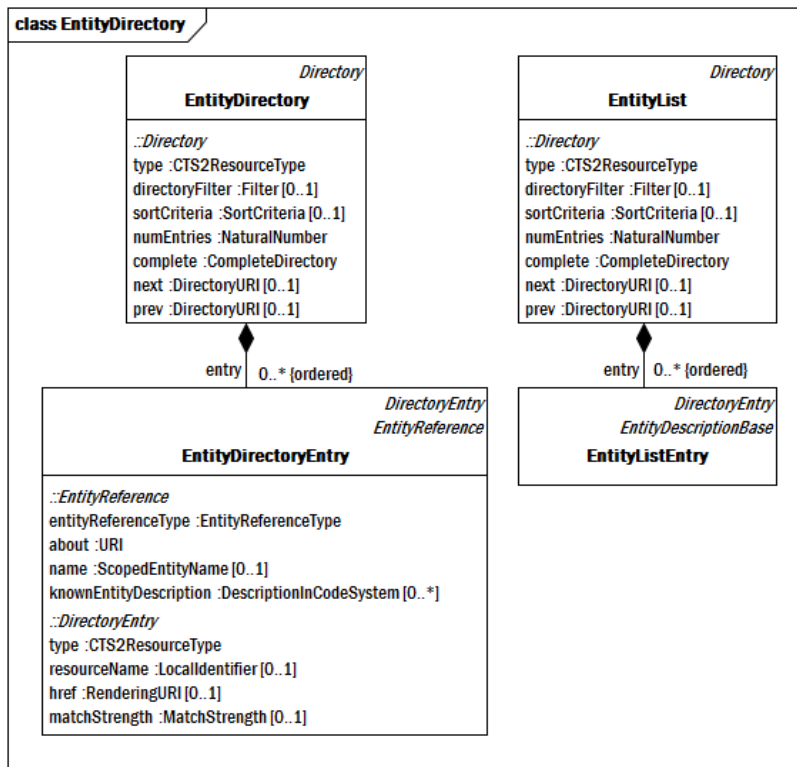 class EntityDirectory
Directory
EntityDirectory
::Directory
type :CTS2ResourceType
directoryFilter :Filter [0..1]
sortCriteria :SortCriteria [0..1]
numEntries :NaturalNumber
complete :CompleteDirectory
next :DirectoryURI [0..1]
prev :DirectoryURI [0..1]
entry 0..* {ordered}
DirectoryEntry
EntityReference
EntityDirectoryEntry
::EntityReference
entityReferenceType :EntityReferenceType
about :URI
name :ScopedEntityName [0..1]
knownEntityDescription :DescriptionInCodeSystem [0..*]
::DirectoryEntry
type :CTS2ResourceType
resourceName :LocalIdentifier [0..1]
href :RenderingURI [0..1]
matchStrength :MatchStrength [0..1]
Directory
EntityList
::Directory
type :CTS2ResourceType
directoryFilter :Filter [0..1]
sortCriteria :SortCriteria [0..1]
numEntries :NaturalNumber
complete :CompleteDirectory
next :DirectoryURI [0..1]
prev :DirectoryURI [0..1]
entry 0..* {ordered}
DirectoryEntry
EntityDescriptionBase
EntityListEntry